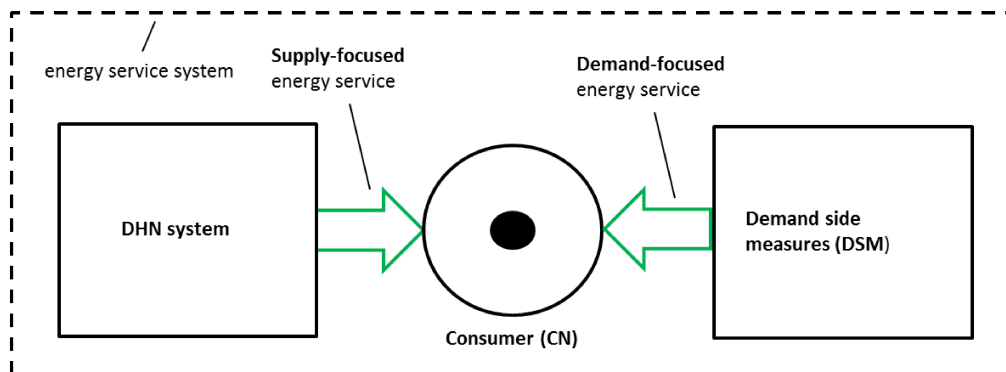 energy service system
Supply-focused
energy service
Demand-focused
energy service
DHN system
Demand side
measures (DSM)
Consumer (CN)